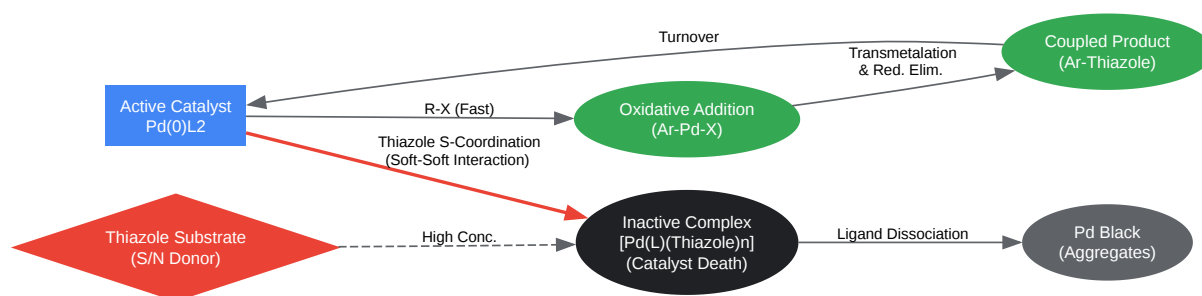 Turnover
Coupled Product
(Ar-Thiazole)
Transmetalation
& Red. Elim.
Active Catalyst
Pd(0)L2
R-X (Fast)
Oxidative Addition
(Ar-Pd-X)
Thiazole S-Coordination
(Soft-Soft Interaction)
Thiazole Substrate
(S/N Donor)
High Conc.
Inactive Complex
[Pd(L)(Thiazole)n]
(Catalyst Death)
Ligand Dissociation
Pd Black
(Aggregates)